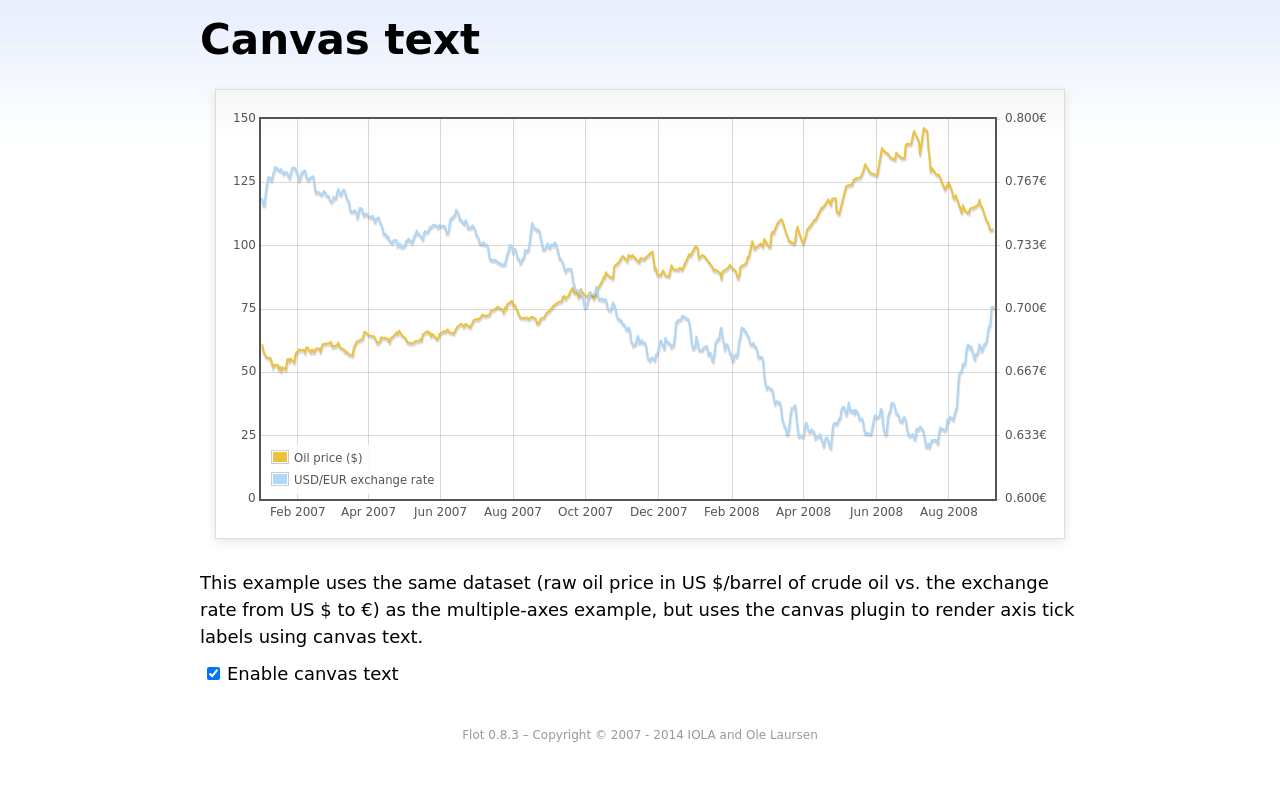 Canvas text
150
125
100
75
50
25
0
0.800€
0.767€
0.733€
0.700€
0.667€
0.633€
0.600€
Oil price ($)
USD/EUR exchange rate
Feb 2007 Apr 2007 Jun 2007 Aug 2007 Oct 2007 Dec 2007 Feb 2008 Apr 2008 Jun 2008 Aug 2008
This example uses the same dataset (raw oil price in US $/barrel of crude oil vs. the exchange
rate from US $ to €) as the multiple-axes example, but uses the canvas plugin to render axis tick
labels using canvas text.
Enable canvas text
Flot 0.8.3 – Copyright © 2007 - 2014 IOLA and Ole Laursen